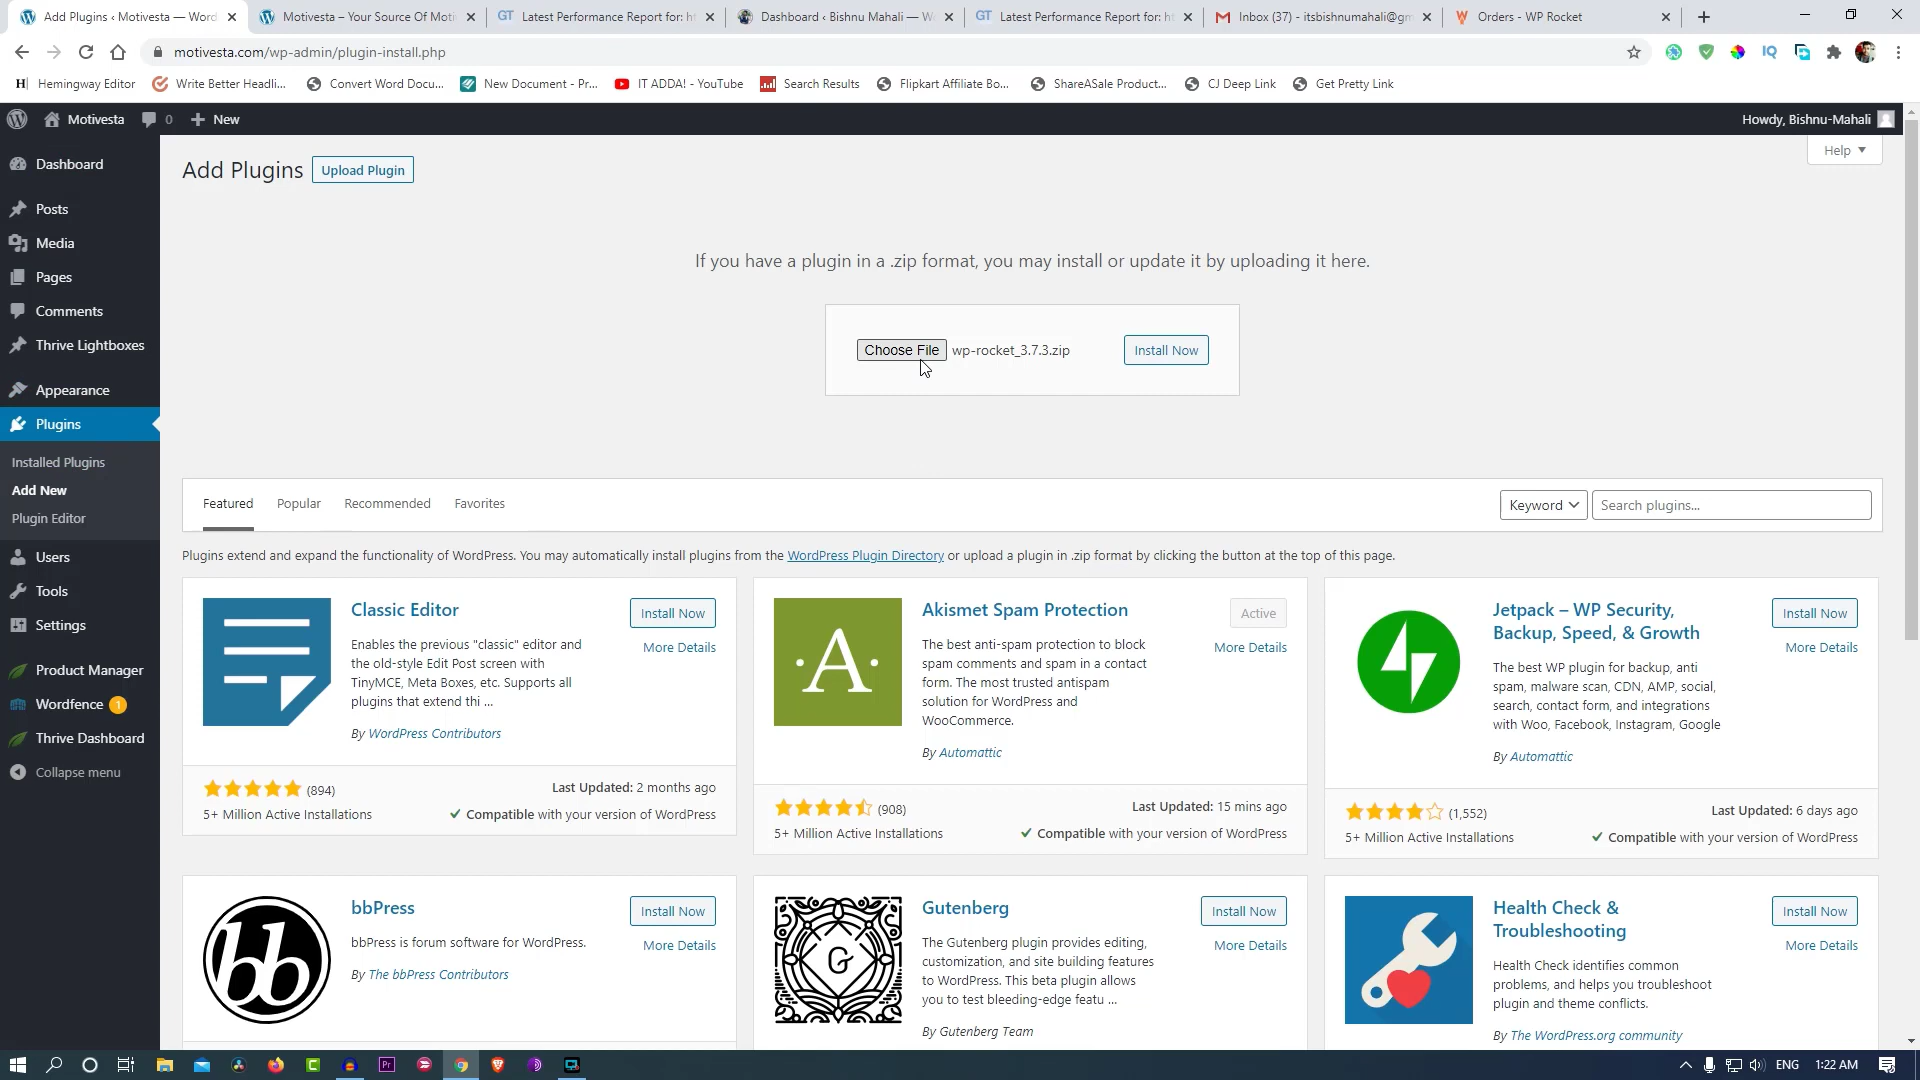 Add Plugins ‹ Motivesta — Word
Motivesta – Your Source Of Moti
GT Latest Performance Report for: ht
Dashboard ‹ Bishnu Mahali — W
GT Latest Performance Report for: ht
Inbox (37) - itsbishnumahali@gm
Orders - WP Rocket
motivesta.com/wp-admin/plugin-install.php
IQ
H Hemingway Editor
Write Better Headli...
Convert Word Docu...
New Document - Pr...
IT ADDA! - YouTube
Search Results
Flipkart Affiliate Bo...
ShareASale Product...
CJ Deep Link
Get Pretty Link
Motivesta
0
New
Howdy, Bishnu-Mahali
Dashboard
Posts
Media
Pages
Comments
Thrive Lightboxes
Appearance
Plugins
Installed Plugins
Add New
Plugin Editor
Users
Tools
Settings
Product Manager
Wordfence 1
Thrive Dashboard
Collapse menu
Add Plugins
Upload Plugin
Help
If you have a plugin in a .zip format, you may install or update it by uploading it here.
Choose File wp-rocket_3.7.3.zip
Install Now
Featured
Popular
Recommended
Favorites
Keyword
Search plugins...
Plugins extend and expand the functionality of WordPress. You may automatically install plugins from the WordPress Plugin Directory or upload a plugin in .zip format by clicking the button at the top of this page.
Classic Editor
Install Now
More Details
Enables the previous "classic" editor and
the old-style Edit Post screen with
TinyMCE, Meta Boxes, etc. Supports all
plugins that extend thi ...
By WordPress Contributors
(894)
5+ Million Active Installations
Last Updated: 2 months ago
Compatible with your version of WordPress
A
Akismet Spam Protection
Active
More Details
The best anti-spam protection to block
spam comments and spam in a contact
form. The most trusted antispam
solution for WordPress and
WooCommerce.
By Automattic
(908)
5+ Million Active Installations
Last Updated: 15 mins ago
Compatible with your version of WordPress
Jetpack – WP Security,
Backup, Speed, & Growth
Install Now
More Details
The best WP plugin for backup, anti
spam, malware scan, CDN, AMP, social,
search, contact form, and integrations
with Woo, Facebook, Instagram, Google
By Automattic
(1,552)
5+ Million Active Installations
Last Updated: 6 days ago
Compatible with your version of WordPress
bb
bbPress
Install Now
More Details
bbPress is forum software for WordPress.
By The bbPress Contributors
G
Gutenberg
Install Now
More Details
The Gutenberg plugin provides editing,
customization, and site building features
to WordPress. This beta plugin allows
you to test bleeding-edge featu ...
By Gutenberg Team
Health Check &
Troubleshooting
Install Now
More Details
Health Check identifies common
problems, and helps you troubleshoot
plugin and theme conflicts.
By The WordPress.org community
Pr
ENG
1:22 AM